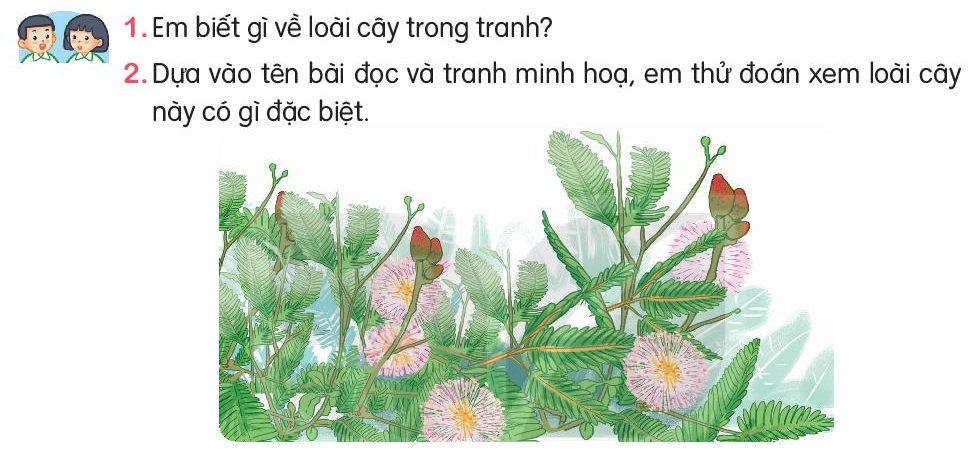 1. Em biết gì về loài cây trong tranh?
2. Dựa vào tên bài đọc và tranh minh hoạ, em thử đoán xem loài cây
này có gì đặc biệt.